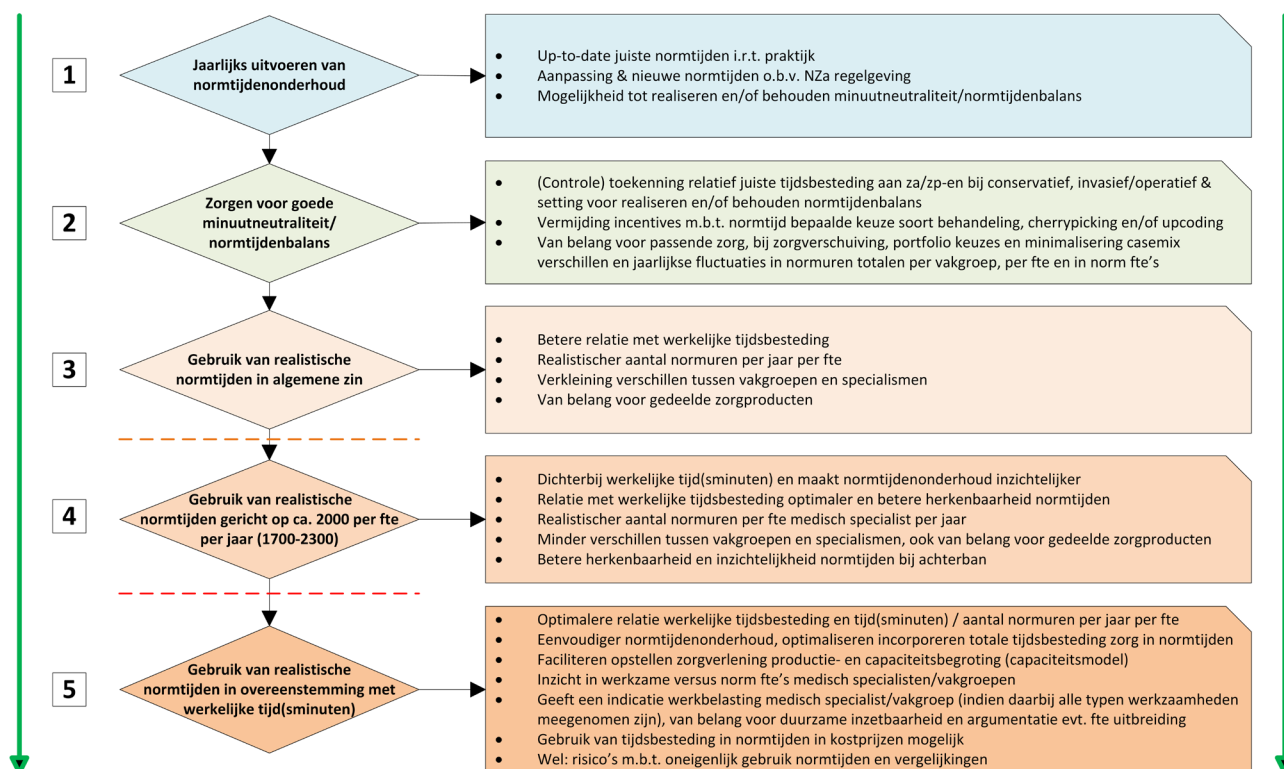 1
Jaarlijks uitvoeren van
normtijdenonderhoud
• Up-to-date juiste normtijden i.r.t. praktijk
• Aanpassing & nieuwe normtijden o.b.v. NZa regelgeving
• Mogelijkheid tot realiseren en/of behouden minuutneutraliteit/normtijdenbalans
2
Zorgen voor goede
minuutneutraliteit/
normtijdenbalans
• (Controle) toekenning relatief juiste tijdsbesteding aan za/zp-en bij conservatief, invasief/operatief &
setting voor realiseren en/of behouden normtijdenbalans
• Vermijding incentives m.b.t. normtijd bepaalde keuze soort behandeling, cherrypicking en/of upcoding
• Van belang voor passende zorg, bij zorgverschuiving, portfolio keuzes en minimalisering casemix
verschillen en jaarlijkse fluctuaties in normuren totalen per vakgroep, per fte en in norm fte's
3
Gebruik van realistische
normtijden in algemene zin
• Betere relatie met werkelijke tijdsbesteding
• Realistischer aantal normuren per jaar per fte
• Verkleining verschillen tussen vakgroepen en specialismen
• Van belang voor gedeelde zorgproducten
4
Gebruik van realistische
normtijden gericht op ca. 2000 per fte
per jaar (1700-2300)
• Dichterbij werkelijke tijd(sminuten) en maakt normtijdenonderhoud inzichtelijker
• Relatie met werkelijke tijdsbesteding optimaler en betere herkenbaarheid normtijden
• Realistischer aantal normuren per fte medisch specialist per jaar
• Minder verschillen tussen vakgroepen en specialismen, ook van belang voor gedeelde zorgproducten
• Betere herkenbaarheid en inzichtelijkheid normtijden bij achterban
5
Gebruik van realistische
normtijden in overeenstemming met
werkelijke tijd(sminuten)
• Optimalere relatie werkelijke tijdsbesteding en tijd(sminuten) / aantal normuren per jaar per fte
• Eenvoudiger normtijdenonderhoud, optimaliseren incorporeren totale tijdsbesteding zorg in normtijden
• Faciliteren opstellen zorgverlening productie- en capaciteitsbegroting (capaciteitsmodel)
• Inzicht in werkzame versus norm fte's medisch specialisten/vakgroepen
• Geeft een indicatie werkbelasting medisch specialist/vakgroep (indien daarbij alle typen werkzaamheden
meegenomen zijn), van belang voor duurzame inzetbaarheid en argumentatie evt. fte uitbreiding
• Gebruik van tijdsbesteding in normtijden in kostprijzen mogelijk
• Wel: risico's m.b.t. oneigenlijk gebruik normtijden en vergelijkingen